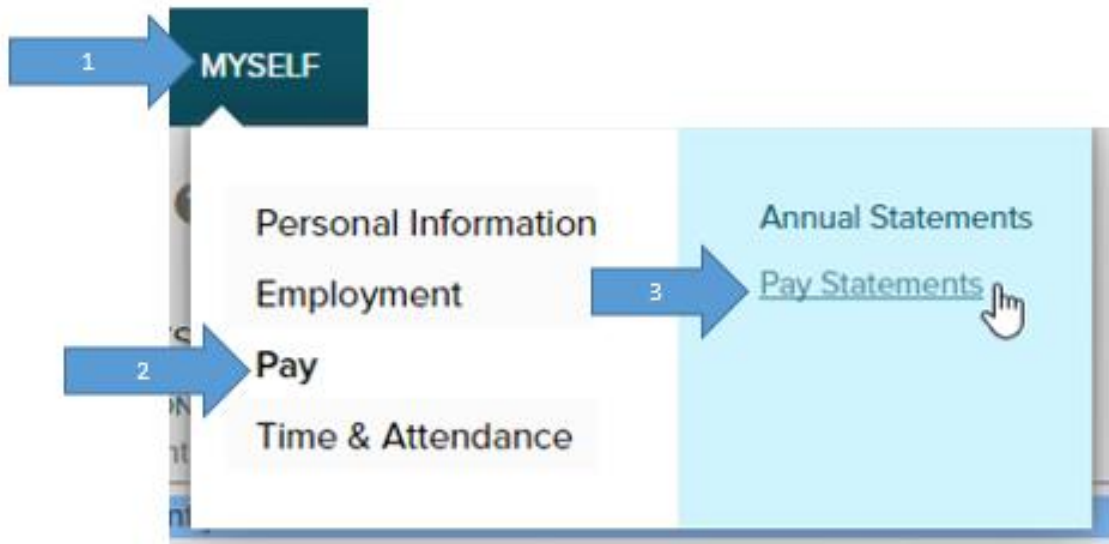 1
MYSELF
Personal Information
Annual Statements
Employment
3
Pay Statements
2
Pay
Time & Attendance